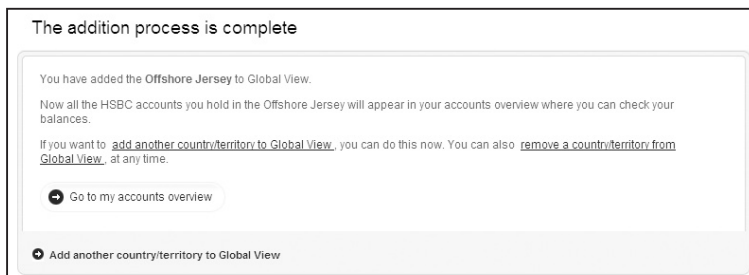 The addition process is complete
You have added the Offshore Jersey to Global View.
Now all the HSBC accounts you hold in the Offshore Jersey will appear in your accounts overview where you can check your
balances.
If you want to add another country/territory to Global View , you can do this now. You can also remove a country/territory from
Global View , at any time.
Go to my accounts overview
Add another country/territory to Global View